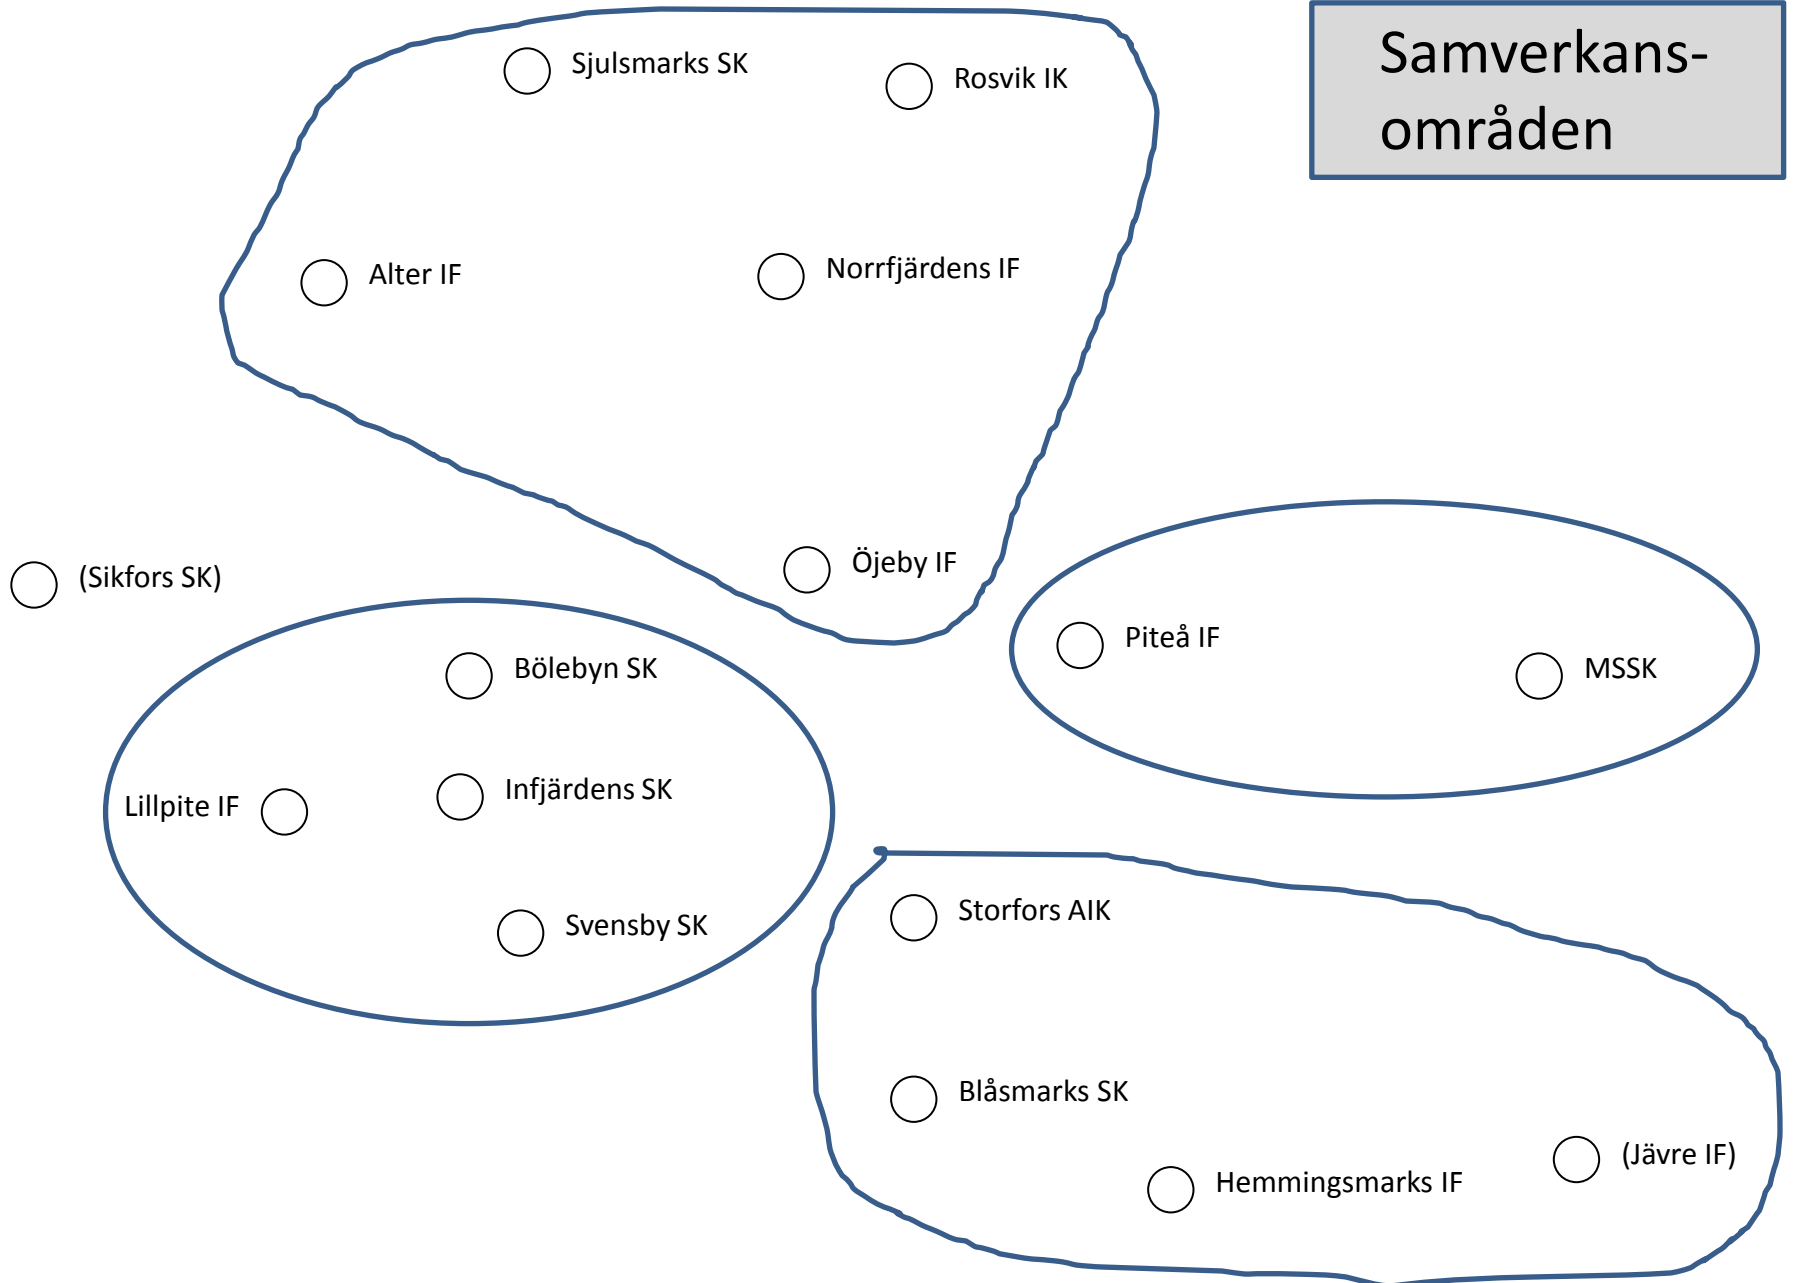 Samverkans-
områden
Sjulsmarks SK
Rosvik IK
Alter IF
Norrfjärdens IF
Öjeby IF
(Sikfors SK)
Piteå IF
MSSK
Bölebyn SK
Infjärdens SK
Lillpite IF
Svensby SK
Storfors AIK
Blåsmarks SK
Hemmingsmarks IF
(Jävre IF)